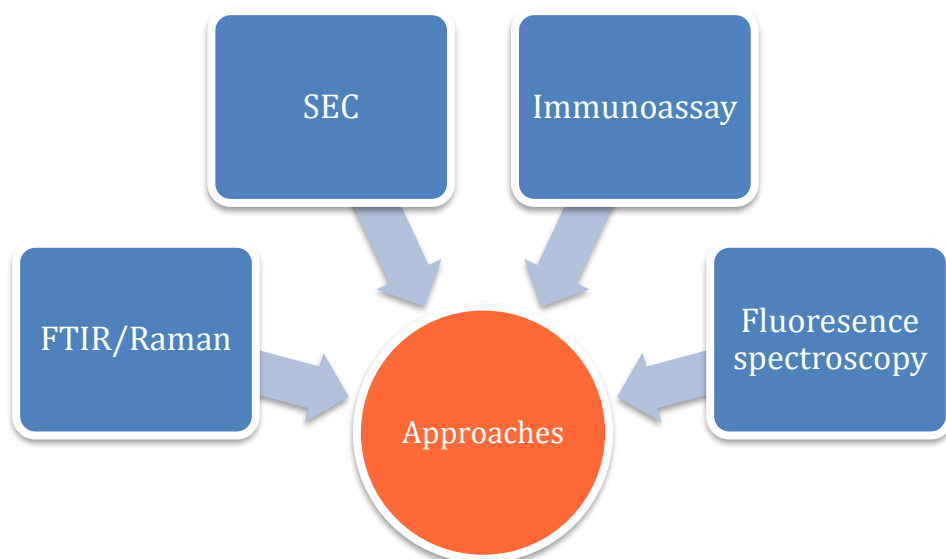 SEC
Immunoassay
FTIR/Raman
Fluoresence
spectroscopy
Approaches